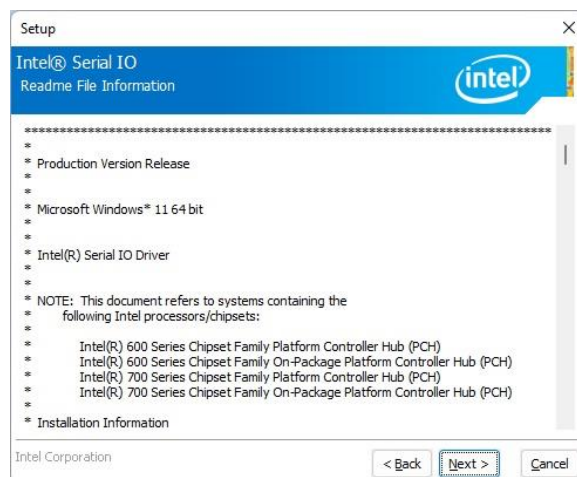 Setup
Intel® Serial IO
Readme File Information
intel
*******************************************************************************
*
* Production Version Release
*
*
* Microsoft Windows* 11 64 bit
*
*
* Intel(R) Serial IO Driver
*
*
* NOTE: This document refers to systems containing the
* following Intel processors/chipsets:
*
* Intel(R) 600 Series Chipset Family Platform Controller Hub (PCH)
* Intel(R) 600 Series Chipset Family On-Package Platform Controller Hub (PCH)
* Intel(R) 700 Series Chipset Family Platform Controller Hub (PCH)
* Intel(R) 700 Series Chipset Family On-Package Platform Controller Hub (PCH)
*
* Installation Information
Intel Corporation
< Back Next > Cancel